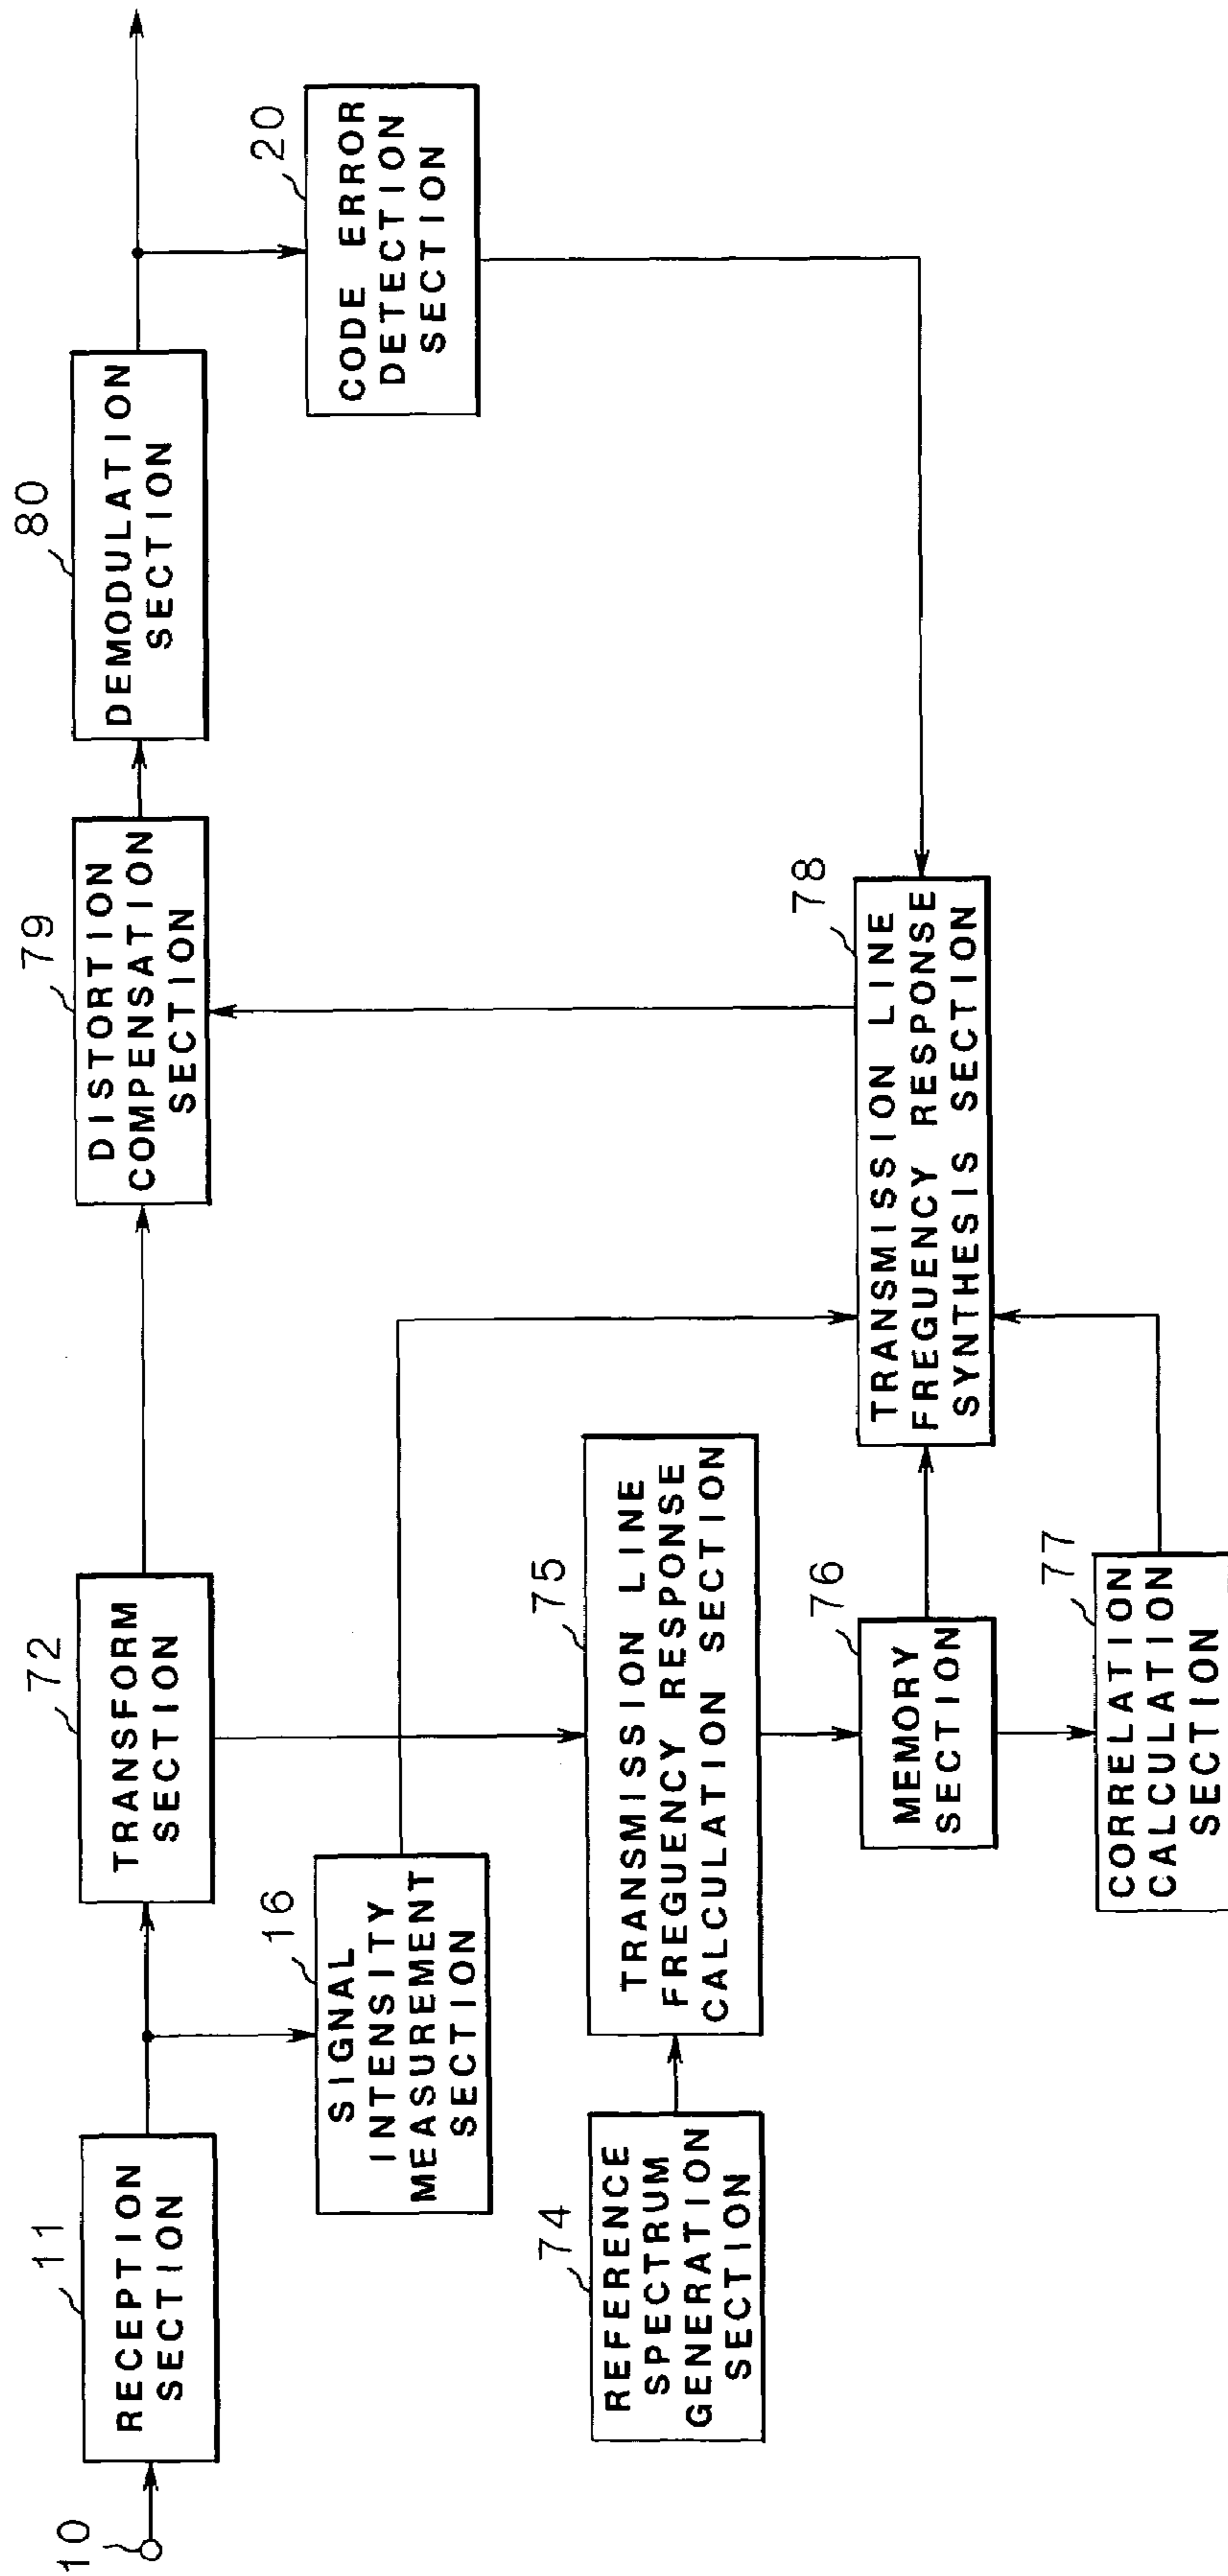 10
11
RECEPTION
SECTION
72
TRANSFORM
SECTION
79
DISTORTION
COMPENSATION
SECTION
80
DEMODULATION
SECTION
16
SIGNAL
INTENSITY
MEASUREMENT
SECTION
20
CODE ERROR
DETECTION
SECTION
74
REFERENCE
SPECTRUM
GENERATION
SECTION
75
TRANSMISSION LINE
FREGUENCY RESPONSE
CALCULATION SECTION
76
MEMORY
SECTION
78
TRANSMISSION LINE
FREGUENCY RESPONSE
SYNTHESIS SECTION
77
CORRELATION
CALCULATION
SECTION